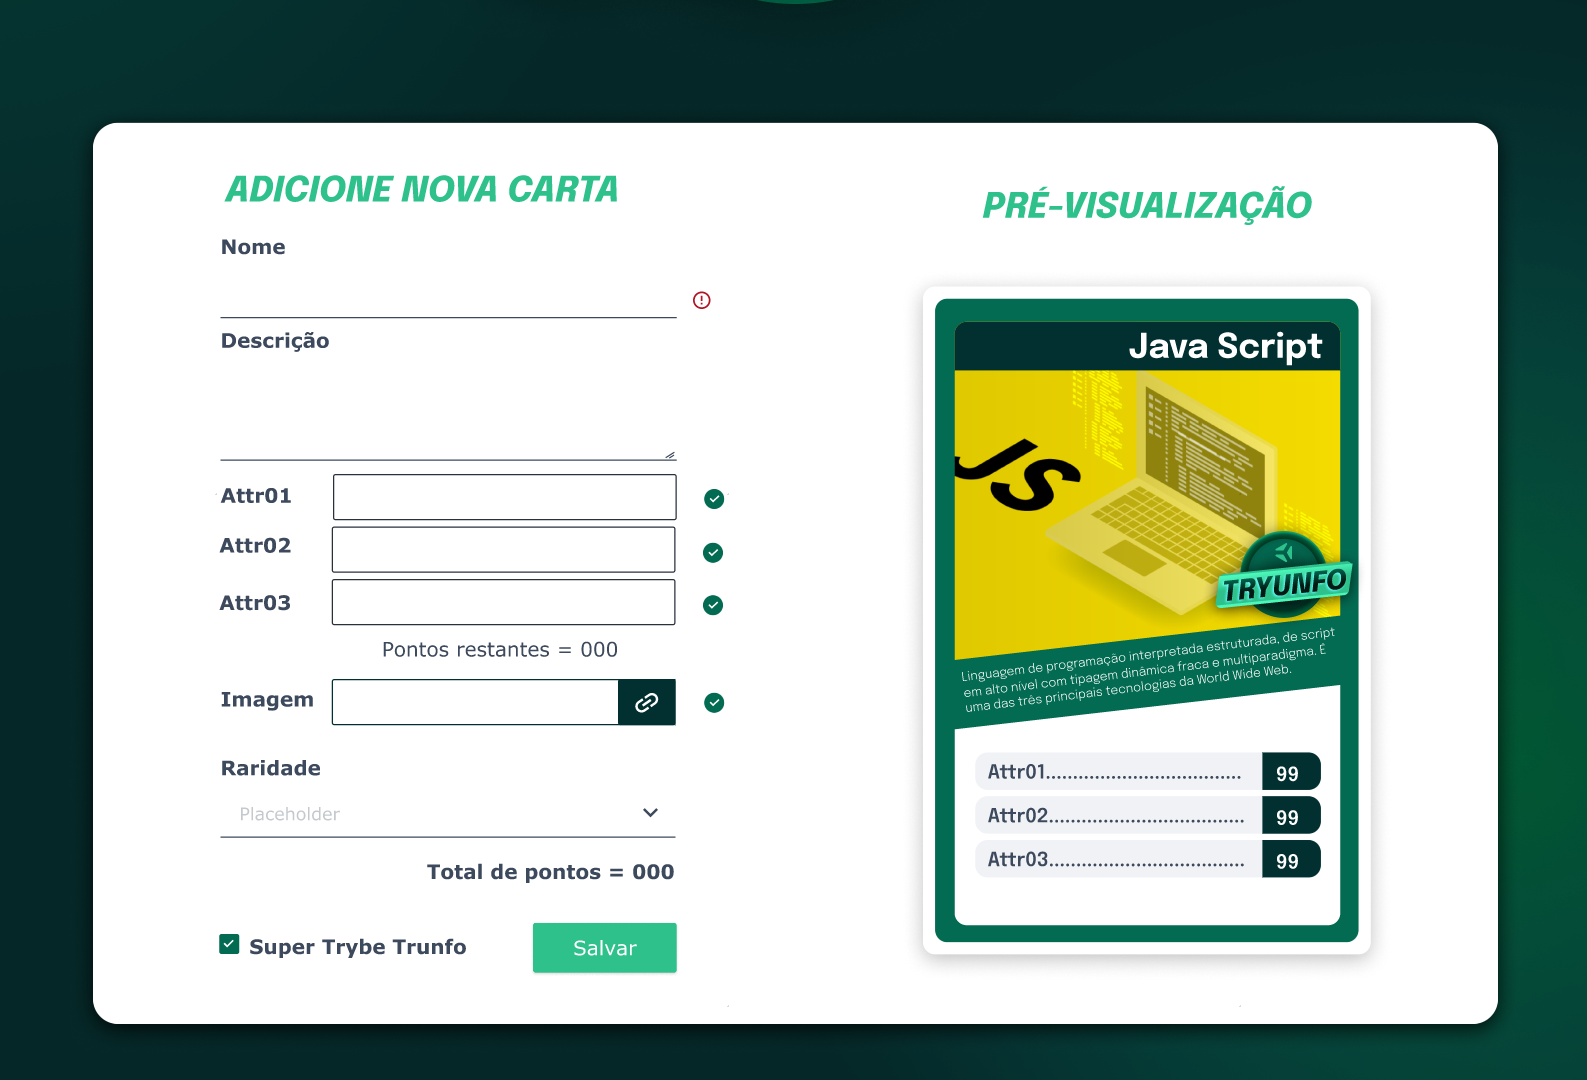 ADICIONE NOVA CARTA
Nome
Descrição
Attr01
Attr02
Attr03
Pontos restantes = 000
Imagem
Raridade
Placeholder
Total de pontos = 000
Super Trybe Trunfo
Salvar
PRÉ-VISUALIZAÇÃO
Java Script
JS
TRYUNFO
Linguagem de programação interpretada estruturada, de script
em alto nível com tipagem dinâmica fraca e multiparadigma. É
uma das três principais tecnologias da World Wide Web.
Attr01.................................... 99
Attr02.................................... 99
Attr03.................................... 99